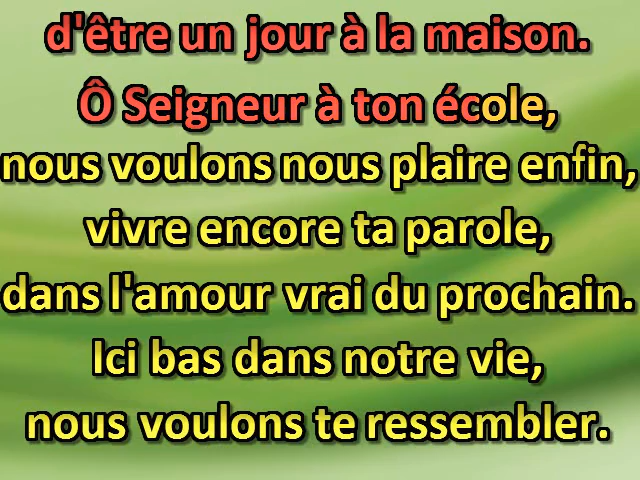 d'être un jour à la maison.
Ô Seigneur à ton école,
nous voulons nous plaire enfin,
vivre encore ta parole,
dans l'amour vrai du prochain.
Ici bas dans notre vie,
nous voulons te ressembler.